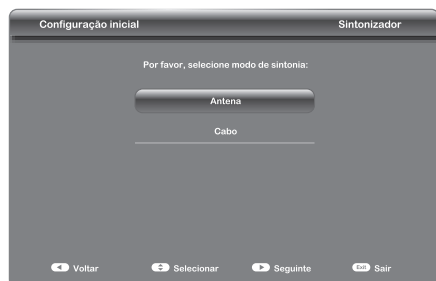 Configuração inicial Sintonizador
Por favor, selecione modo de sintonia:
Antena
Cabo
Voltar Selecionar Seguinte Exit Sair